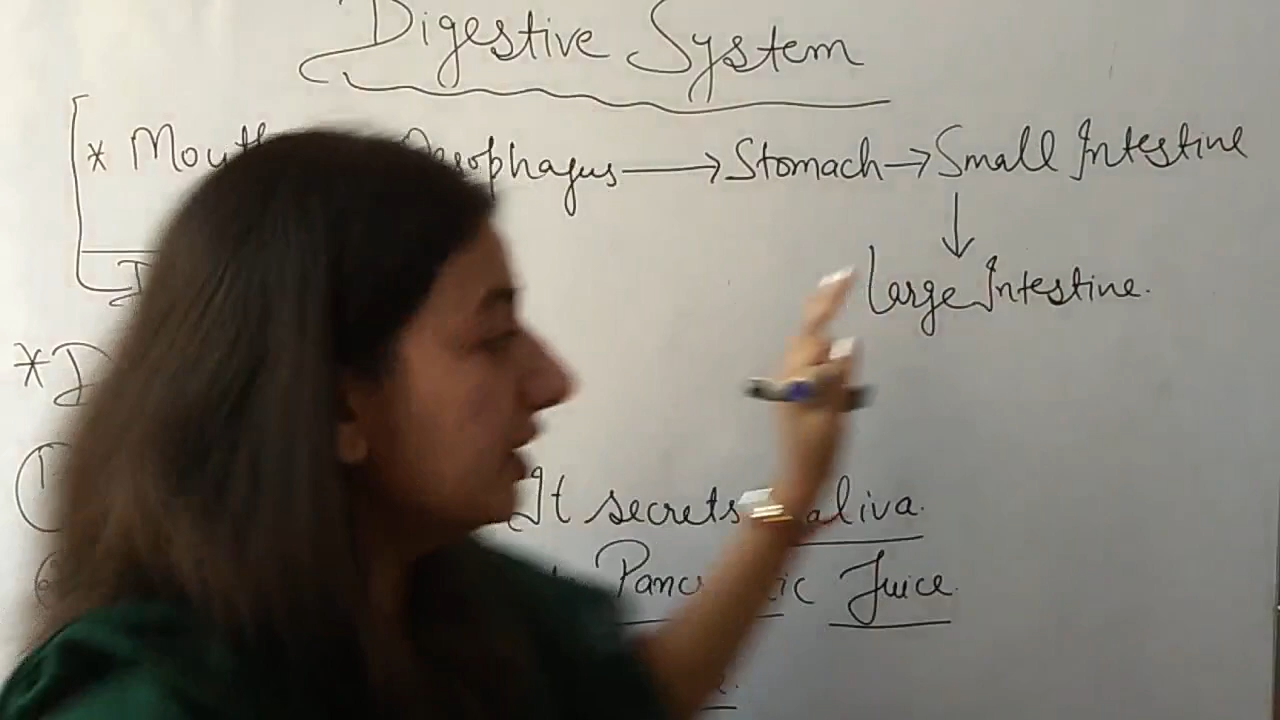 Digestive System
* Mouth Oesophagus → Stomach → Small Intestine
↓
Large Intestine.
*
It secrets Saliva.
Pancreatic Juice.